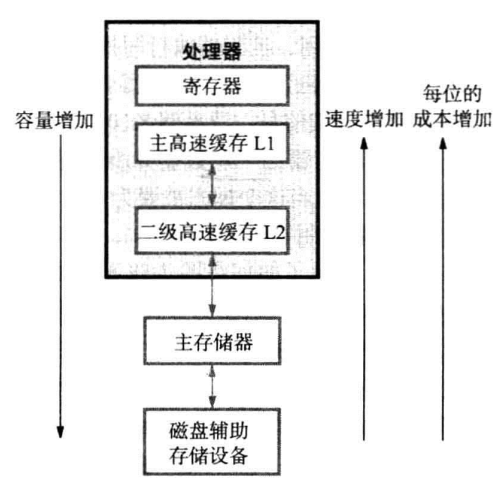 处理器
寄存器
主高速缓存 L1
二级高速缓存 L2
主存储器
磁盘辅助
存储设备
容量增加
速度增加
每位的
成本增加